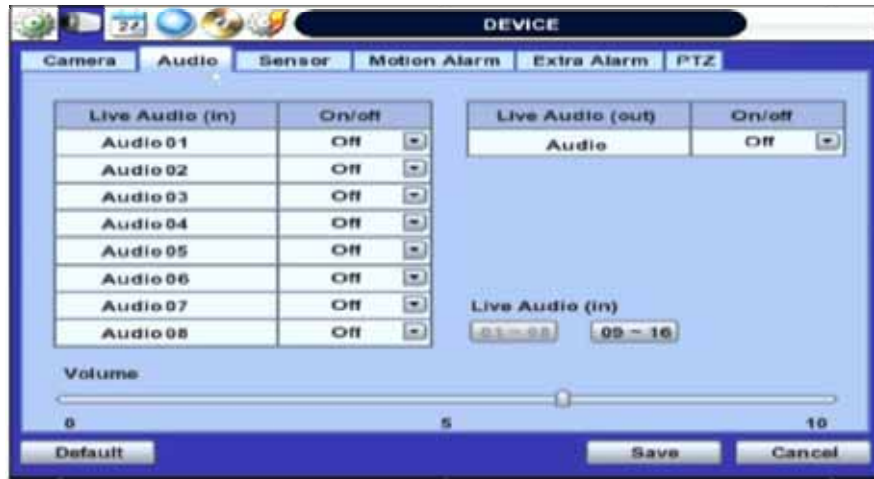 DEVICE
Camera Audio Sensor Motion Alarm Extra Alarm PTZ
Live Audio (in) On/off
Audio 01 Off
Audio 02 Off
Audio 03 Off
Audio 04 Off
Audio 05 Off
Audio 06 Off
Audio 07 Off
Audio 08 Off
Live Audio (out) On/off
Audio Off
Live Audio (in)
01 ~ 08 09 ~ 16
Volume
0 5 10
Default Save Cancel